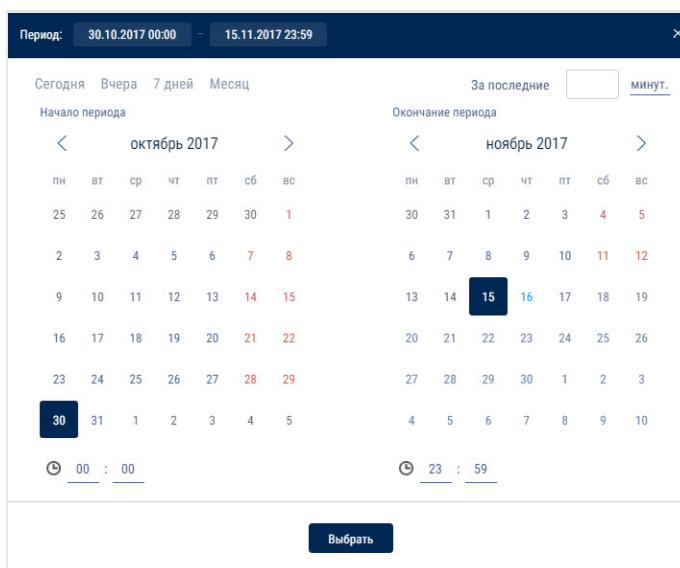 Период: 30.10.2017 00:00 – 15.11.2017 23:59 ×
Сегодня Вчера 7 дней Месяц За последние минут.
Начало периода Окончание периода
< октябрь 2017 > < ноябрь 2017 >
пн вт ср чт пт сб вс пн вт ср чт пт сб вс
25 26 27 28 29 30 1 30 31 1 2 3 4 5
2 3 4 5 6 7 8 6 7 8 9 10 11 12
9 10 11 12 13 14 15 13 14 15 16 17 18 19
16 17 18 19 20 21 22 20 21 22 23 24 25 26
23 24 25 26 27 28 29 27 28 29 30 1 2 3
30 31 1 2 3 4 5 4 5 6 7 8 9 10
00 : 00 23 : 59
Выбрать